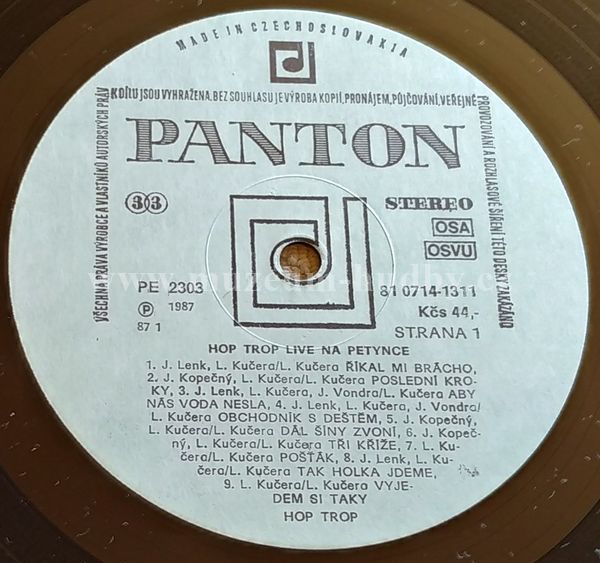 MADE IN CZECHOSLOVAKIA
VŠECHNA PRÁVA VÝROBCE A VLASTNÍKŮ AUTORSKÝCH PRÁV
K DÍLU JSOU VYHRAŽENA. BEZ SOUHLASU JE VÝROBA KOPIÍ, PRONÁJEM, PŮJČOVÁNÍ, VEŘEJNÉ
PROVOZOVÁNÍ A ROZHLASOVÉ ŠÍŘENÍ TÉTO DESKY ZAKÁZÁNO
PANTON
33
STEREO
OSA
OSVU
www.muzeum-hudby.cz
PE 2303
81 0714-1311
Ⓟ 1987
Kčs 44,-
87 1
STRANA 1
HOP TROP LIVE NA PETYNCE
1. J. Lenk, L. Kučera/L. Kučera ŘÍKAL MI BRÁCHO,
2. J. Kopečný, L. Kučera/L. Kučera POSLEDNÍ KRO-
KY, 3. J. Lenk, L. Kučera, J. Vondra/L. Kučera ABY
NÁS VODA NESLA, 4. J. Lenk, L. Kučera, J. Vondra/
L. Kučera OBCHODNÍK S DEŠTĚM, 5. J. Kopečný,
L. Kučera/L. Kučera DÁL ŠÍNY ZVONÍ, 6. J. Kopeč-
ný, L. Kučera/L. Kučera TŘI KŘÍŽE, 7. L. Ku-
čera/L. Kučera POŠŤÁK, 8. J. Lenk, L. Ku-
čera/L. Kučera TAK HOLKA JDEME,
9. L. Kučera/L. Kučera VYJE-
DEM SI TAKY
HOP TROP